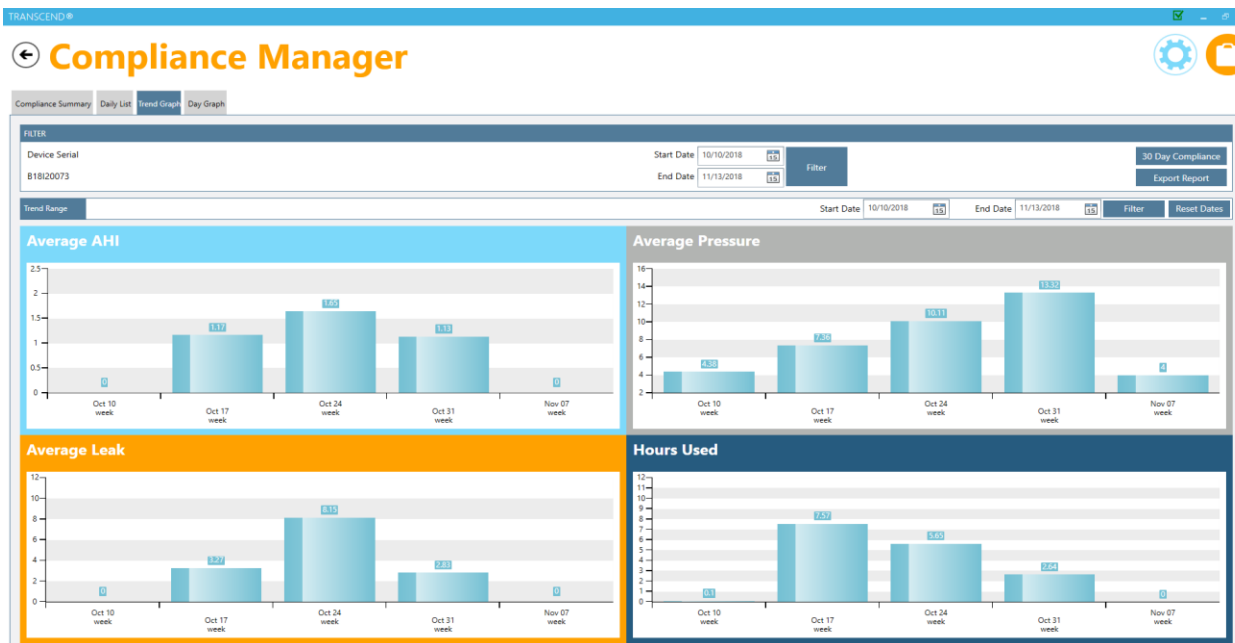 TRANSCEND®
Compliance Manager
Compliance Summary Daily List Trend Graph Day Graph
FILTER
Device Serial
B18I20073
Start Date 10/10/2018 15
End Date 11/13/2018 15
Filter
30 Day Compliance
Export Report
Trend Range Start Date 10/10/2018 15 End Date 11/13/2018 15 Filter Reset Dates
Average AHI
2.5
2
1.5
1
0.5
0
0 1.17 1.65 1.13 0
Oct 10 week
Oct 17 week
Oct 24 week
Oct 31 week
Nov 07 week
Average Pressure
16
14
12
10
8
6
4
2
4.38 7.36 10.11 13.32 4
Oct 10 week
Oct 17 week
Oct 24 week
Oct 31 week
Nov 07 week
Average Leak
12
10
8
6
4
2
0
0 3.27 8.15 2.83 0
Oct 10 week
Oct 17 week
Oct 24 week
Oct 31 week
Nov 07 week
Hours Used
12
11
10
9
8
7
6
5
4
3
2
1
0
0.1 7.57 5.65 2.64 0
Oct 10 week
Oct 17 week
Oct 24 week
Oct 31 week
Nov 07 week